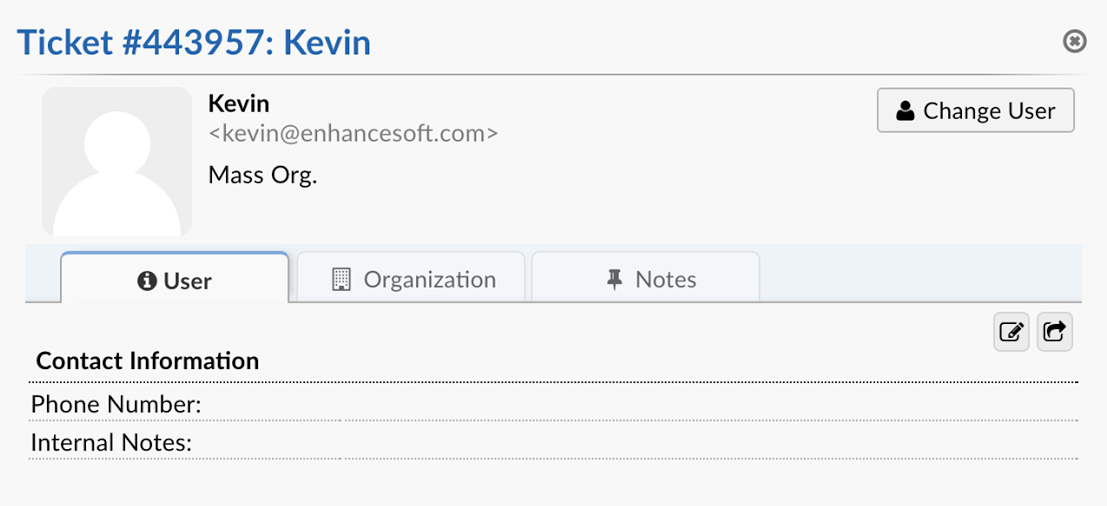 Ticket #443957: Kevin
Kevin
<kevin@enhancesoft.com>
Mass Org.
Change User
User
Organization
Notes
Contact Information
Phone Number:
Internal Notes: